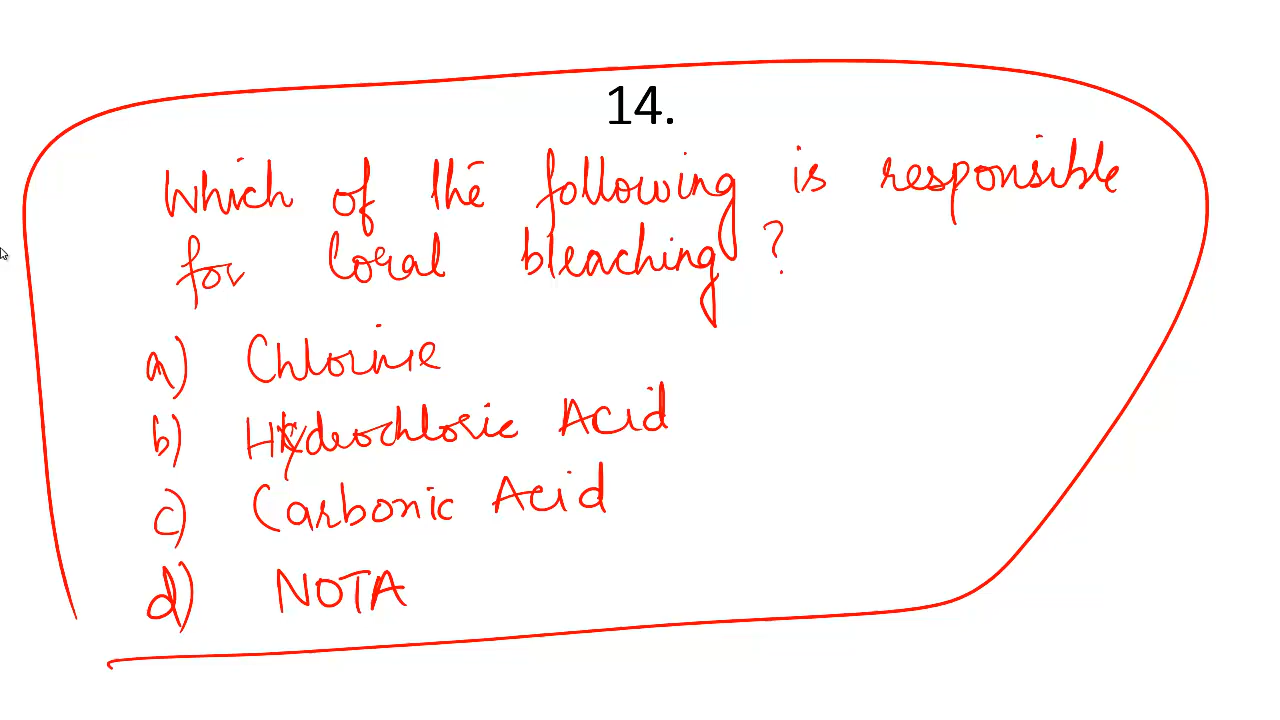 14.
Which of the following is responsible
for Coral bleaching ?
a) Chlorine
b) Hydrochloric Acid
c) Carbonic Acid
d) NOTA